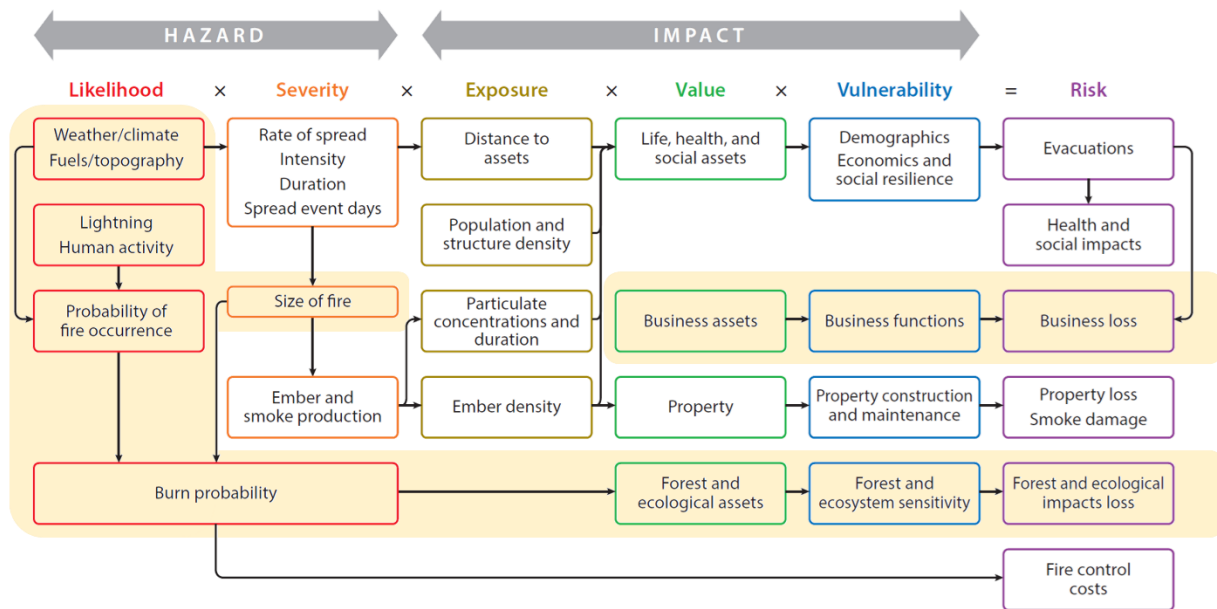 HAZARD
IMPACT
Likelihood × Severity × Exposure × Value × Vulnerability = Risk
Weather/climate
Fuels/topography
Rate of spread
Intensity
Duration
Spread event days
Distance to
assets
Life, health, and
social assets
Demographics
Economics and
social resilience
Evacuations
Lightning
Human activity
Population and
structure density
Health and
social impacts
Probability of
fire occurrence
Size of fire
Particulate
concentrations and
duration
Business assets
Business functions
Business loss
Ember and
smoke production
Ember density
Property
Property construction
and maintenance
Property loss
Smoke damage
Burn probability
Forest and
ecological assets
Forest and
ecosystem sensitivity
Forest and ecological
impacts loss
Fire control
costs